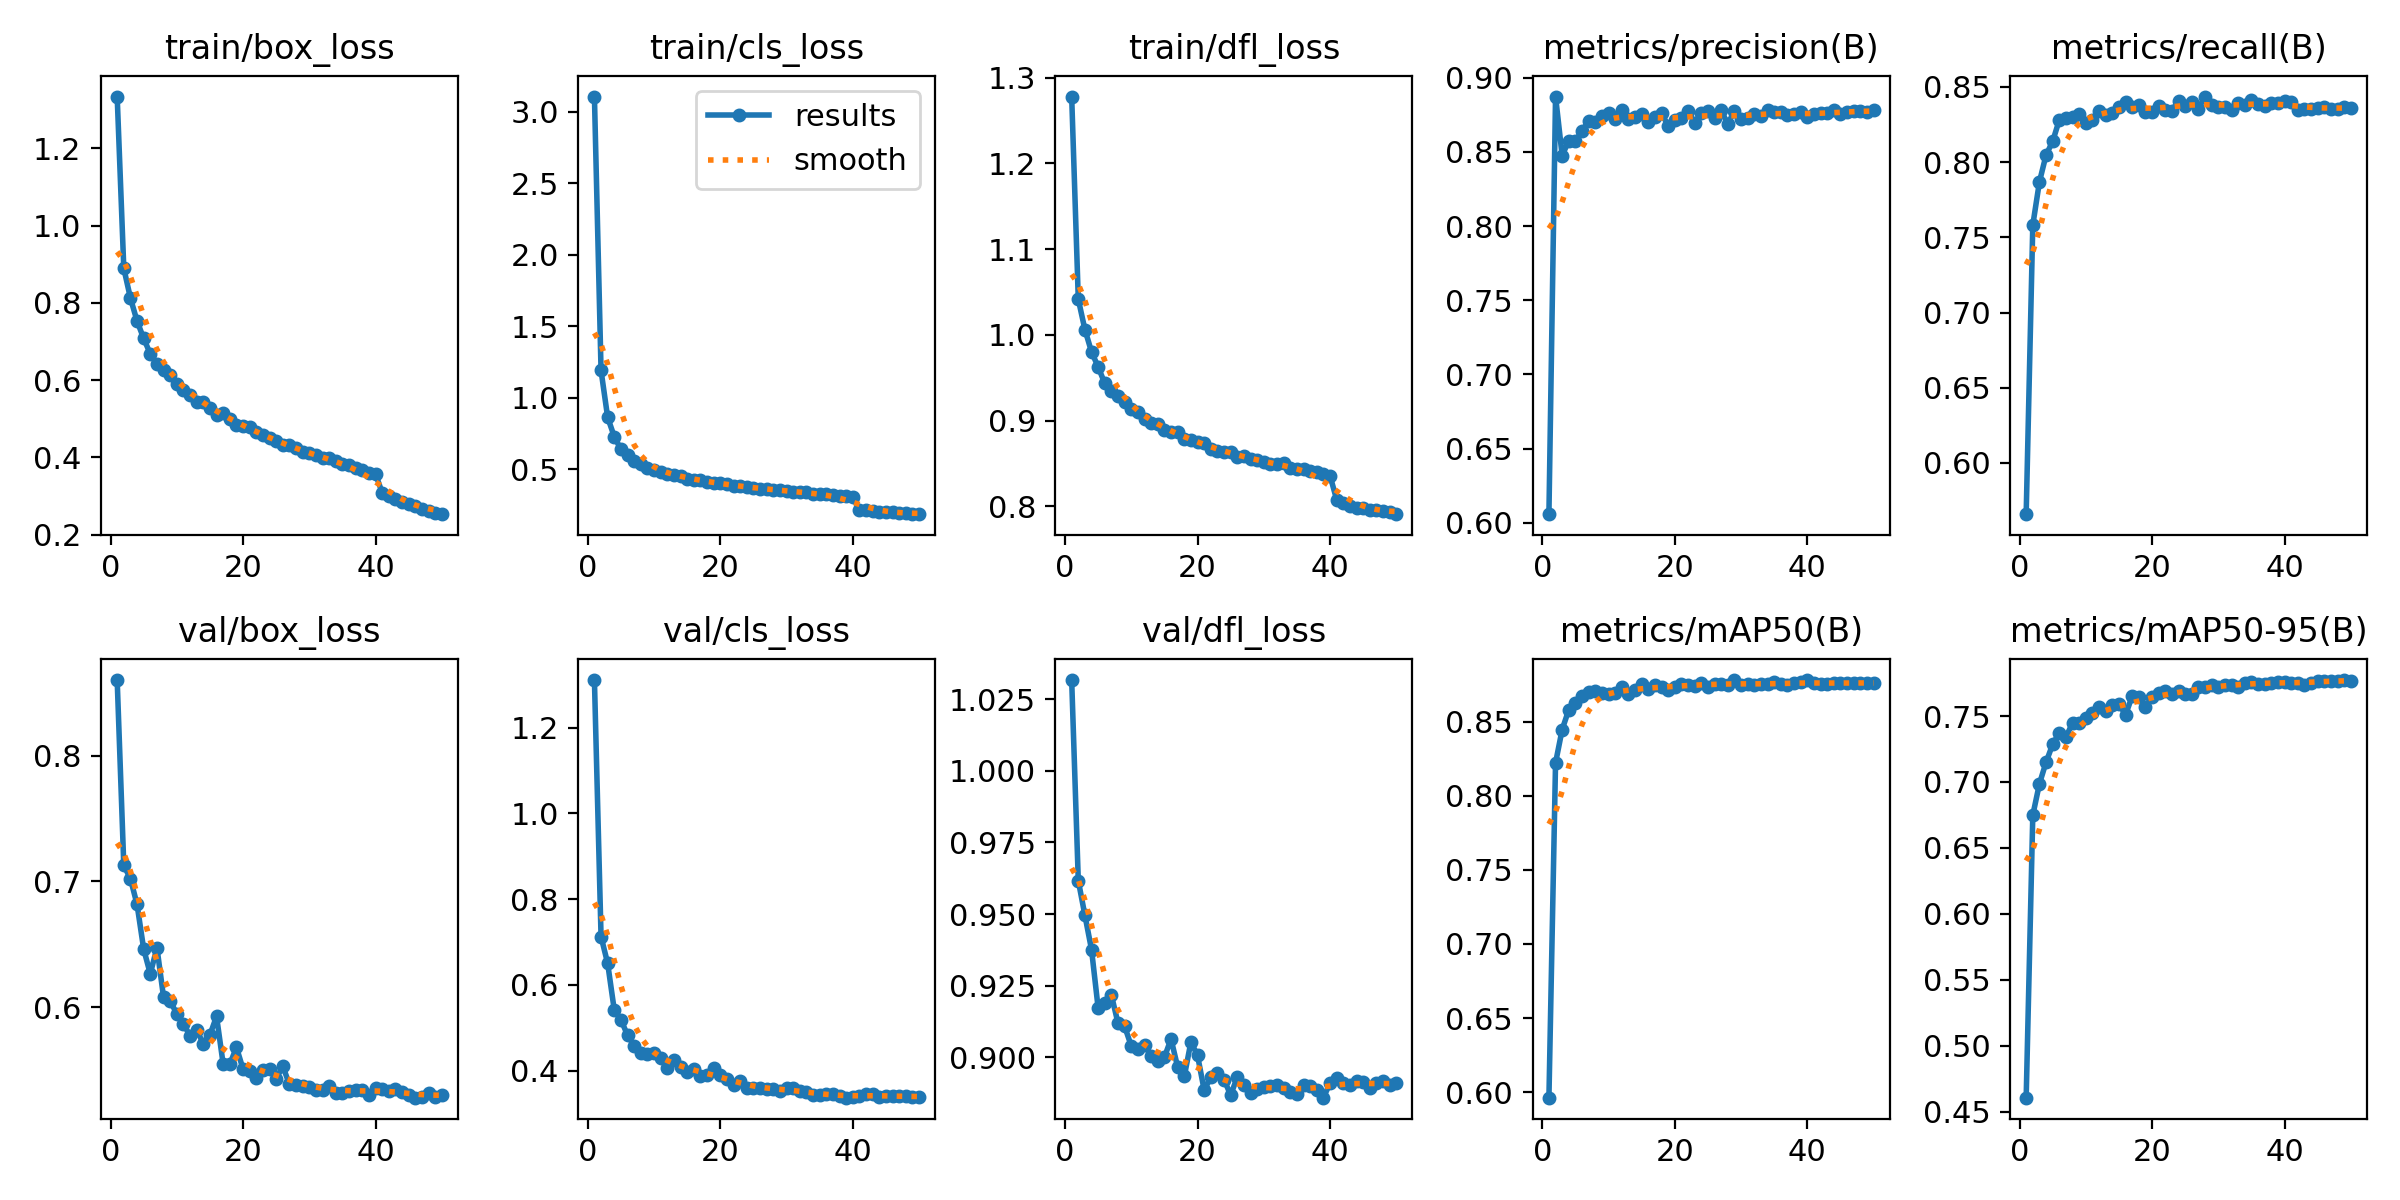 train/box_loss
1.2
1.0
0.8
0.6
0.4
0.2
0 20 40
train/cls_loss
results
smooth
3.0
2.5
2.0
1.5
1.0
0.5
0 20 40
train/dfl_loss
1.3
1.2
1.1
1.0
0.9
0.8
0 20 40
metrics/precision(B)
0.90
0.85
0.80
0.75
0.70
0.65
0.60
0 20 40
metrics/recall(B)
0.85
0.80
0.75
0.70
0.65
0.60
0 20 40
val/box_loss
0.8
0.7
0.6
0 20 40
val/cls_loss
1.2
1.0
0.8
0.6
0.4
0 20 40
val/dfl_loss
1.025
1.000
0.975
0.950
0.925
0.900
0 20 40
metrics/mAP50(B)
0.85
0.80
0.75
0.70
0.65
0.60
0 20 40
metrics/mAP50-95(B)
0.75
0.70
0.65
0.60
0.55
0.50
0.45
0 20 40